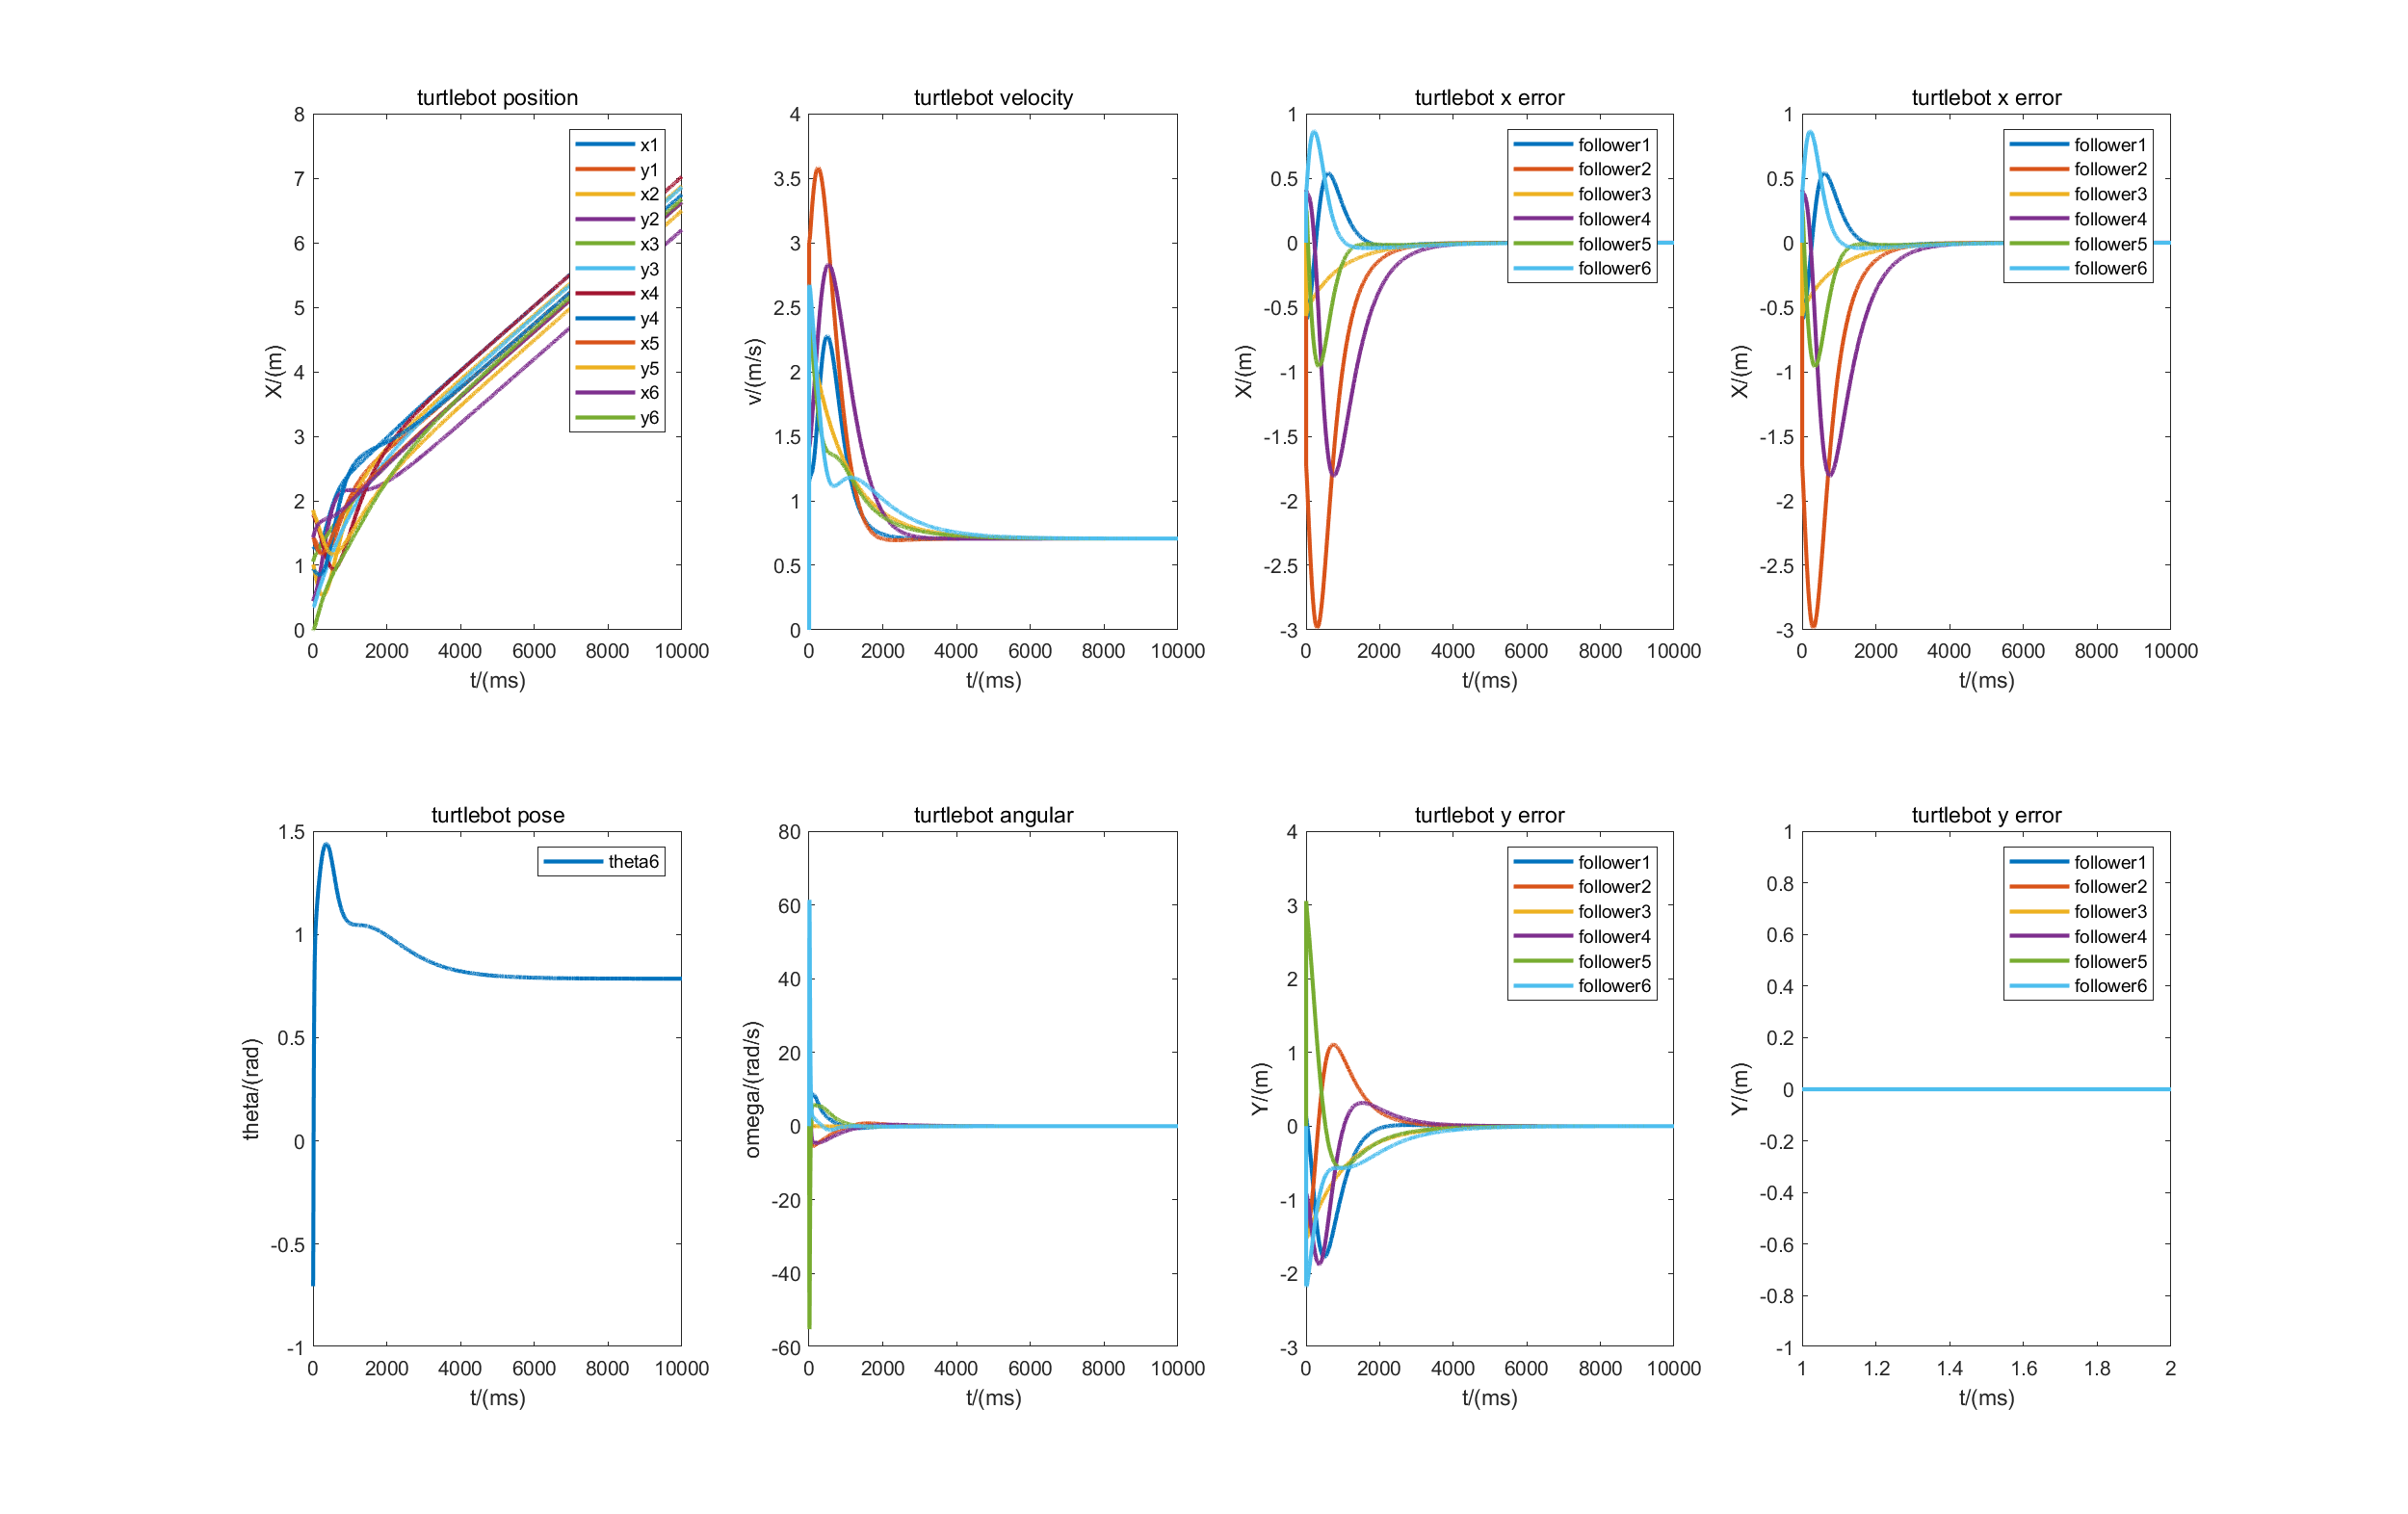 turtlebot position
8
7
6
5
4
3
2
1
0
X/(m)
0 2000 4000 6000 8000 10000
t/(ms)
x1
y1
x2
y2
x3
y3
x4
y4
x5
y5
x6
y6
turtlebot velocity
4
3.5
3
2.5
2
1.5
1
0.5
0
v/(m/s)
0 2000 4000 6000 8000 10000
t/(ms)
turtlebot x error
1
0.5
0
-0.5
-1
-1.5
-2
-2.5
-3
X/(m)
0 2000 4000 6000 8000 10000
t/(ms)
follower1
follower2
follower3
follower4
follower5
follower6
turtlebot x error
1
0.5
0
-0.5
-1
-1.5
-2
-2.5
-3
X/(m)
0 2000 4000 6000 8000 10000
t/(ms)
follower1
follower2
follower3
follower4
follower5
follower6
turtlebot pose
1.5
1
0.5
0
-0.5
-1
theta/(rad)
0 2000 4000 6000 8000 10000
t/(ms)
theta6
turtlebot angular
80
60
40
20
0
-20
-40
-60
omega/(rad/s)
0 2000 4000 6000 8000 10000
t/(ms)
turtlebot y error
4
3
2
1
0
-1
-2
-3
Y/(m)
0 2000 4000 6000 8000 10000
t/(ms)
follower1
follower2
follower3
follower4
follower5
follower6
turtlebot y error
1
0.8
0.6
0.4
0.2
0
-0.2
-0.4
-0.6
-0.8
-1
Y/(m)
1 1.2 1.4 1.6 1.8 2
t/(ms)
follower1
follower2
follower3
follower4
follower5
follower6